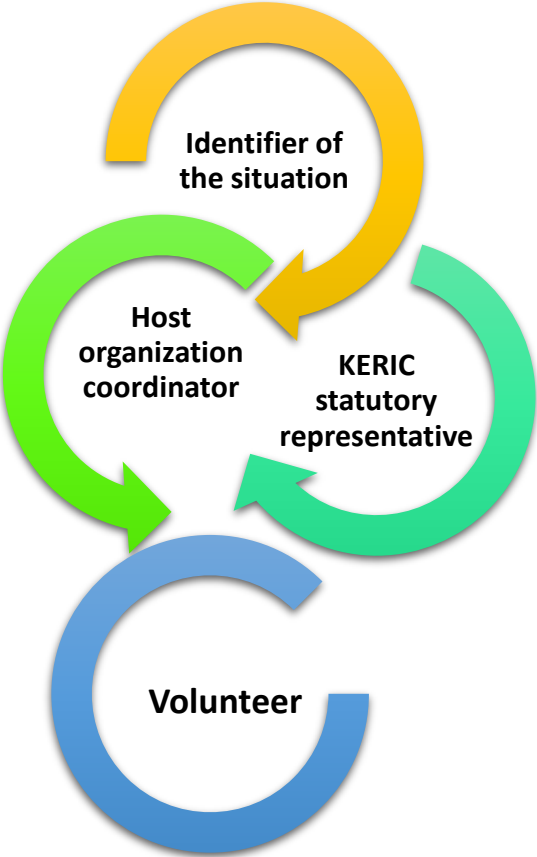 Identifier of
the situation
Host
organization
coordinator
KERIC
statutory
representative
Volunteer